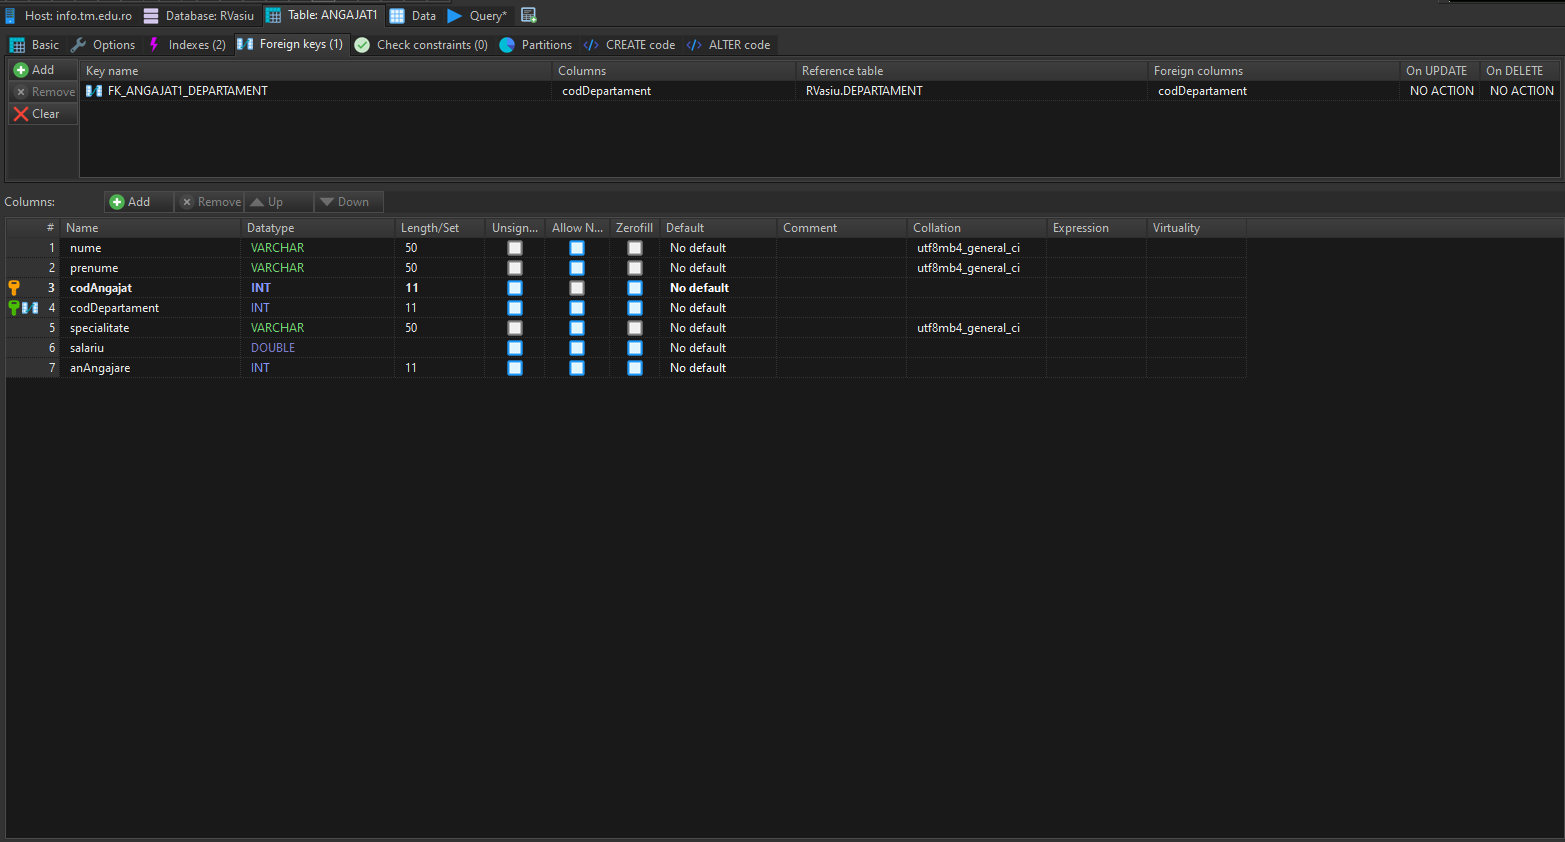 Host: info.tm.edu.ro Database: RVasiu Table: ANGAJAT1 Data Query*
Basic Options Indexes (2) Foreign keys (1) Check constraints (0) Partitions CREATE code ALTER code
Add Key name Columns Reference table Foreign columns On UPDATE On DELETE
Remove FK_ANGAJAT1_DEPARTAMENT codDepartament RVasiu.DEPARTAMENT codDepartament NO ACTION NO ACTION
Clear
Columns: Add Remove Up Down
# Name Datatype Length/Set Unsign... Allow N... Zerofill Default Comment Collation Expression Virtuality
1 nume VARCHAR 50 No default utf8mb4_general_ci
2 prenume VARCHAR 50 No default utf8mb4_general_ci
3 codAngajat INT 11 No default
4 codDepartament INT 11 No default
5 specialitate VARCHAR 50 No default utf8mb4_general_ci
6 salariu DOUBLE No default
7 anAngajare INT 11 No default